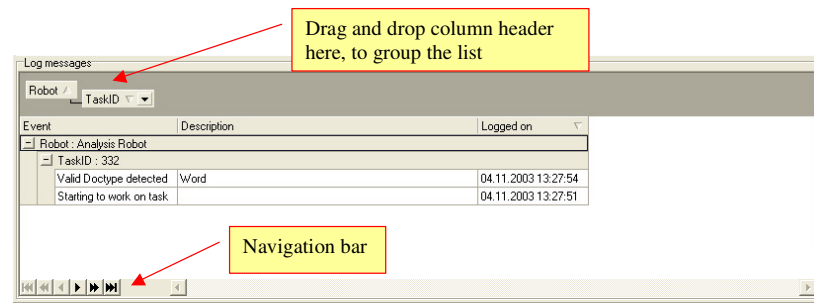 Drag and drop column header
here, to group the list
Log messages
Robot
TaskID
Event Description Logged on
Robot : Analysis Robot
TaskID : 332
Valid Doctype detected Word 04.11.2003 13:27:54
Starting to work on task 04.11.2003 13:27:51
Navigation bar